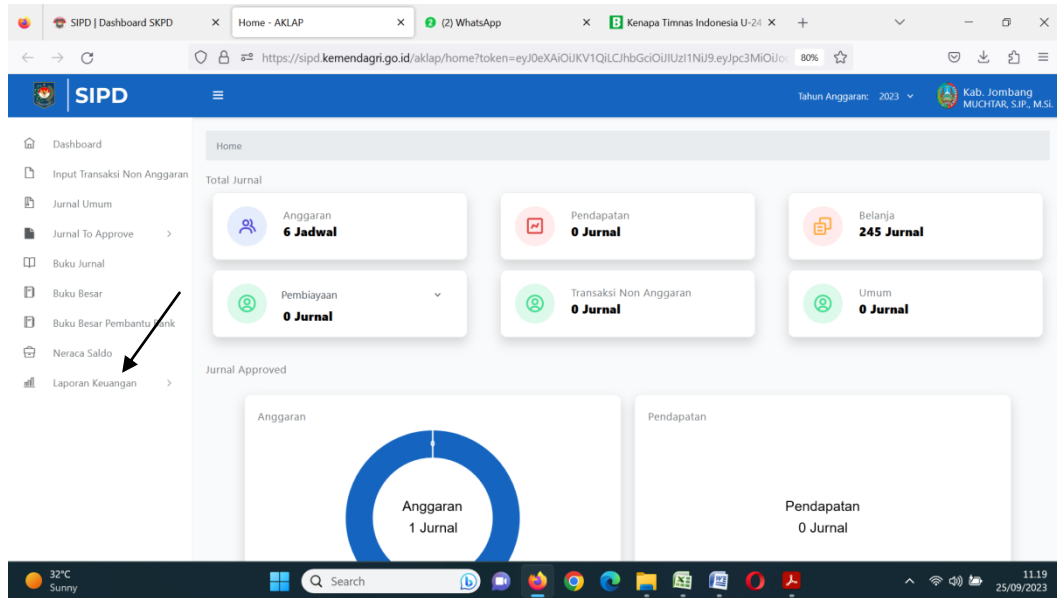 SIPD | Dashboard SKPD
Home - AKLAP
(2) WhatsApp
Kenapa Timnas Indonesia U-24
https://sipd.kemendagri.go.id/aklap/home?token=eyJ0eXAiOiJKV1QiLCJhbGciOiJIUzI1NiJ9.eyJpc3MiOiJo
80%
SIPD
Tahun Anggaran: 2023
Kab. Jombang
MUCHTAR, S.IP., M.Si.
Dashboard
Input Transaksi Non Anggaran
Jurnal Umum
Jurnal To Approve
Buku Jurnal
Buku Besar
Buku Besar Pembantu Bank
Neraca Saldo
Laporan Keuangan
Home
Total Jurnal
Anggaran
6 Jadwal
Pendapatan
0 Jurnal
Belanja
245 Jurnal
Pembiayaan
0 Jurnal
Transaksi Non Anggaran
0 Jurnal
Umum
0 Jurnal
Jurnal Approved
Anggaran
Anggaran
1 Jurnal
Pendapatan
Pendapatan
0 Jurnal
32°C
Sunny
Search
11.19
25/09/2023